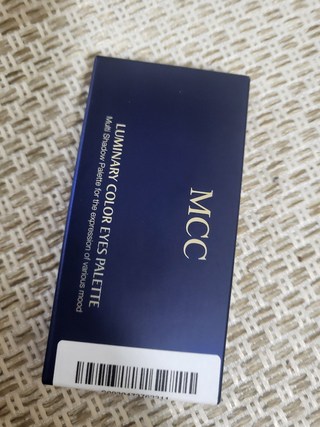 MCC
LUMINARY COLOR EYES PALETTE
Multi Shadow Palette for the expression of various mood